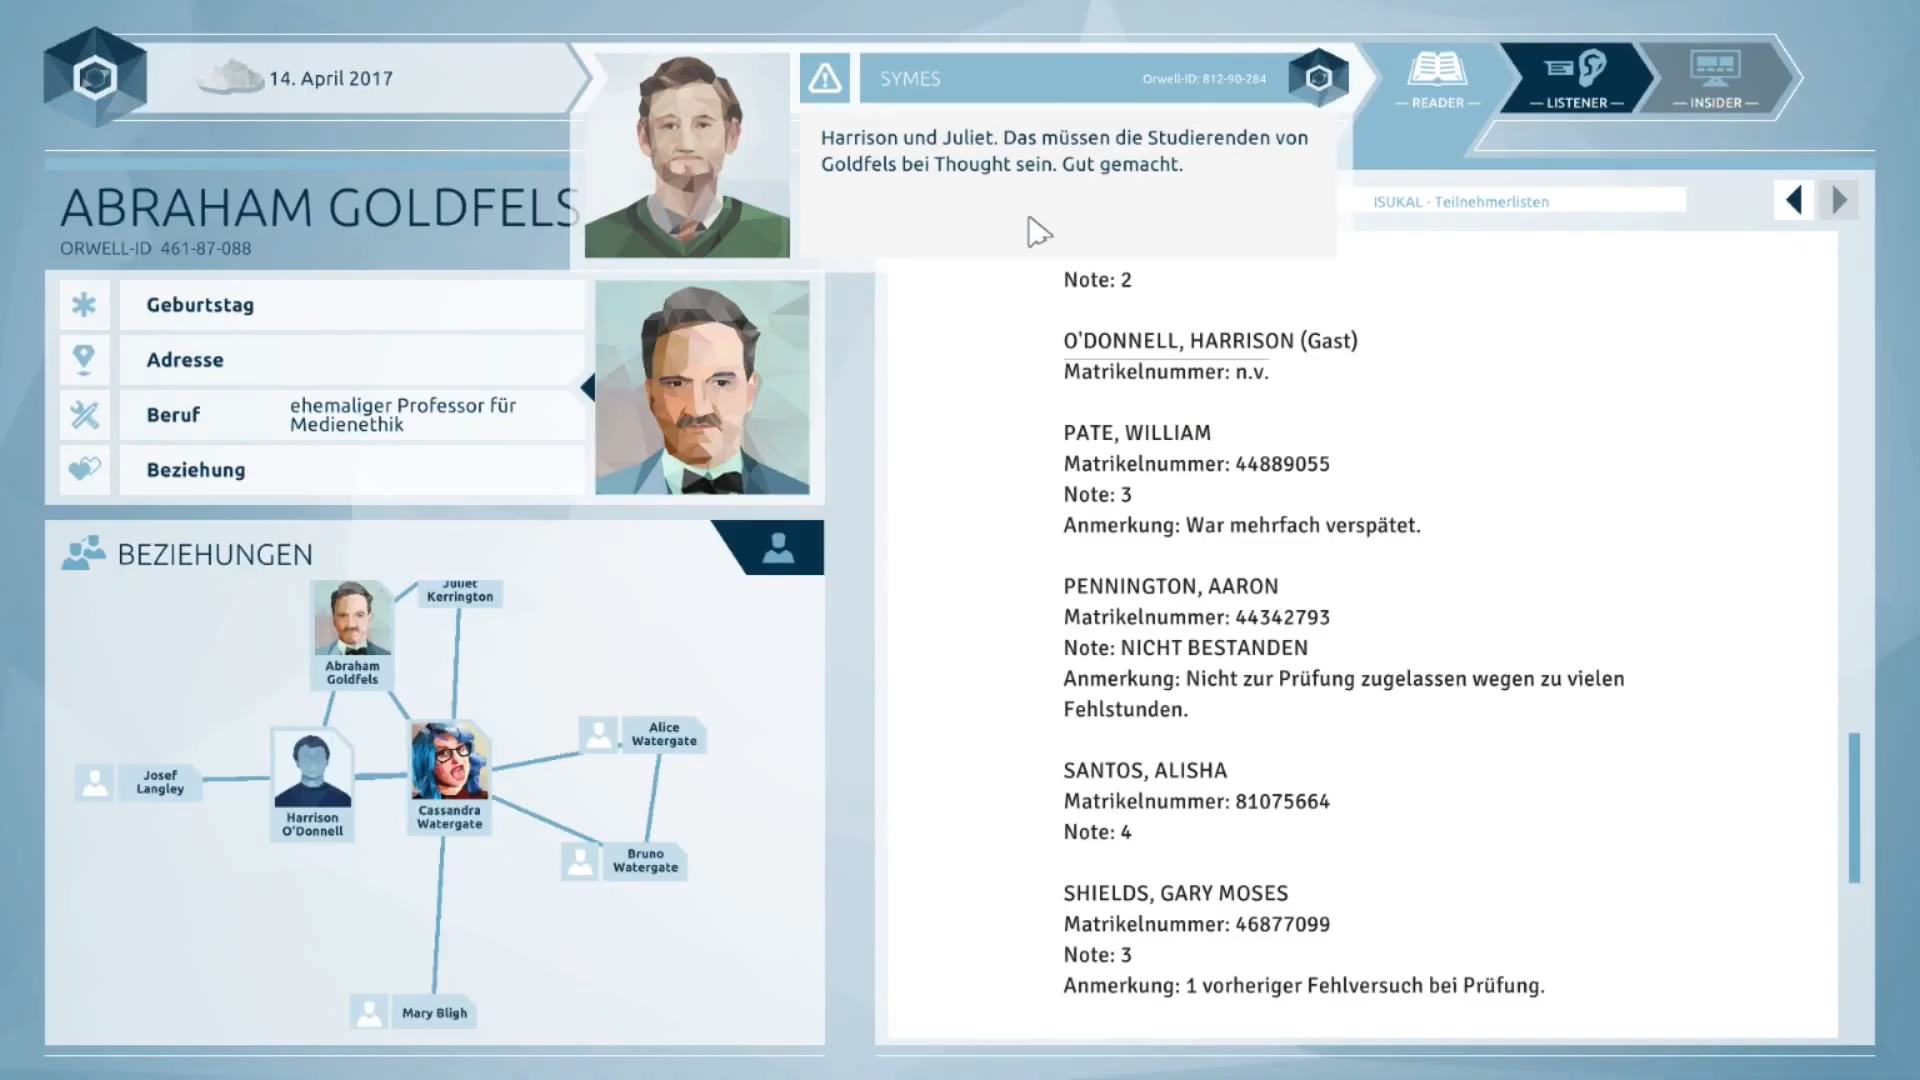 14. April 2017
SYMES
Orwell-ID: 812-90-284
Harrison und Juliet. Das müssen die Studierenden von
Goldfels bei Thought sein. Gut gemacht.
READER
LISTENER
INSIDER
ABRAHAM GOLDFELS
ORWELL-ID 461-87-088
Geburtstag
Adresse
Beruf
ehemaliger Professor für
Medienethik
Beziehung
BEZIEHUNGEN
Juliet
Kerrington
Abraham
Goldfels
Alice
Watergate
Josef
Langley
Harrison
O'Donnell
Cassandra
Watergate
Bruno
Watergate
Mary Bligh
ISUKAL - Teilnehmerlisten
Note: 2
O'DONNELL, HARRISON (Gast)
Matrikelnummer: n.v.
PATE, WILLIAM
Matrikelnummer: 44889055
Note: 3
Anmerkung: War mehrfach verspätet.
PENNINGTON, AARON
Matrikelnummer: 44342793
Note: NICHT BESTANDEN
Anmerkung: Nicht zur Prüfung zugelassen wegen zu vielen
Fehlstunden.
SANTOS, ALISHA
Matrikelnummer: 81075664
Note: 4
SHIELDS, GARY MOSES
Matrikelnummer: 46877099
Note: 3
Anmerkung: 1 vorheriger Fehlversuch bei Prüfung.